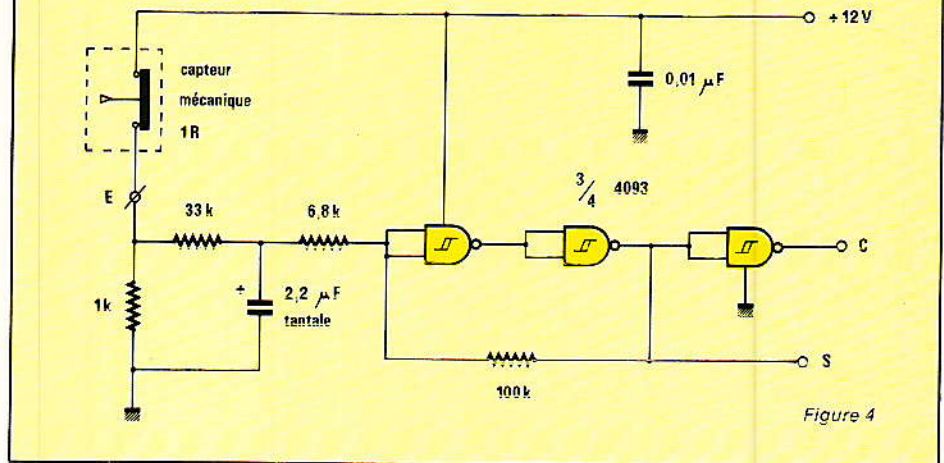 + 12 V
capteur
mécanique
1R
0,01 µF
E
33 k
6,8 k
3/4 4093
C
1k
+
2,2 µF
tantale
100k
S
Figure 4